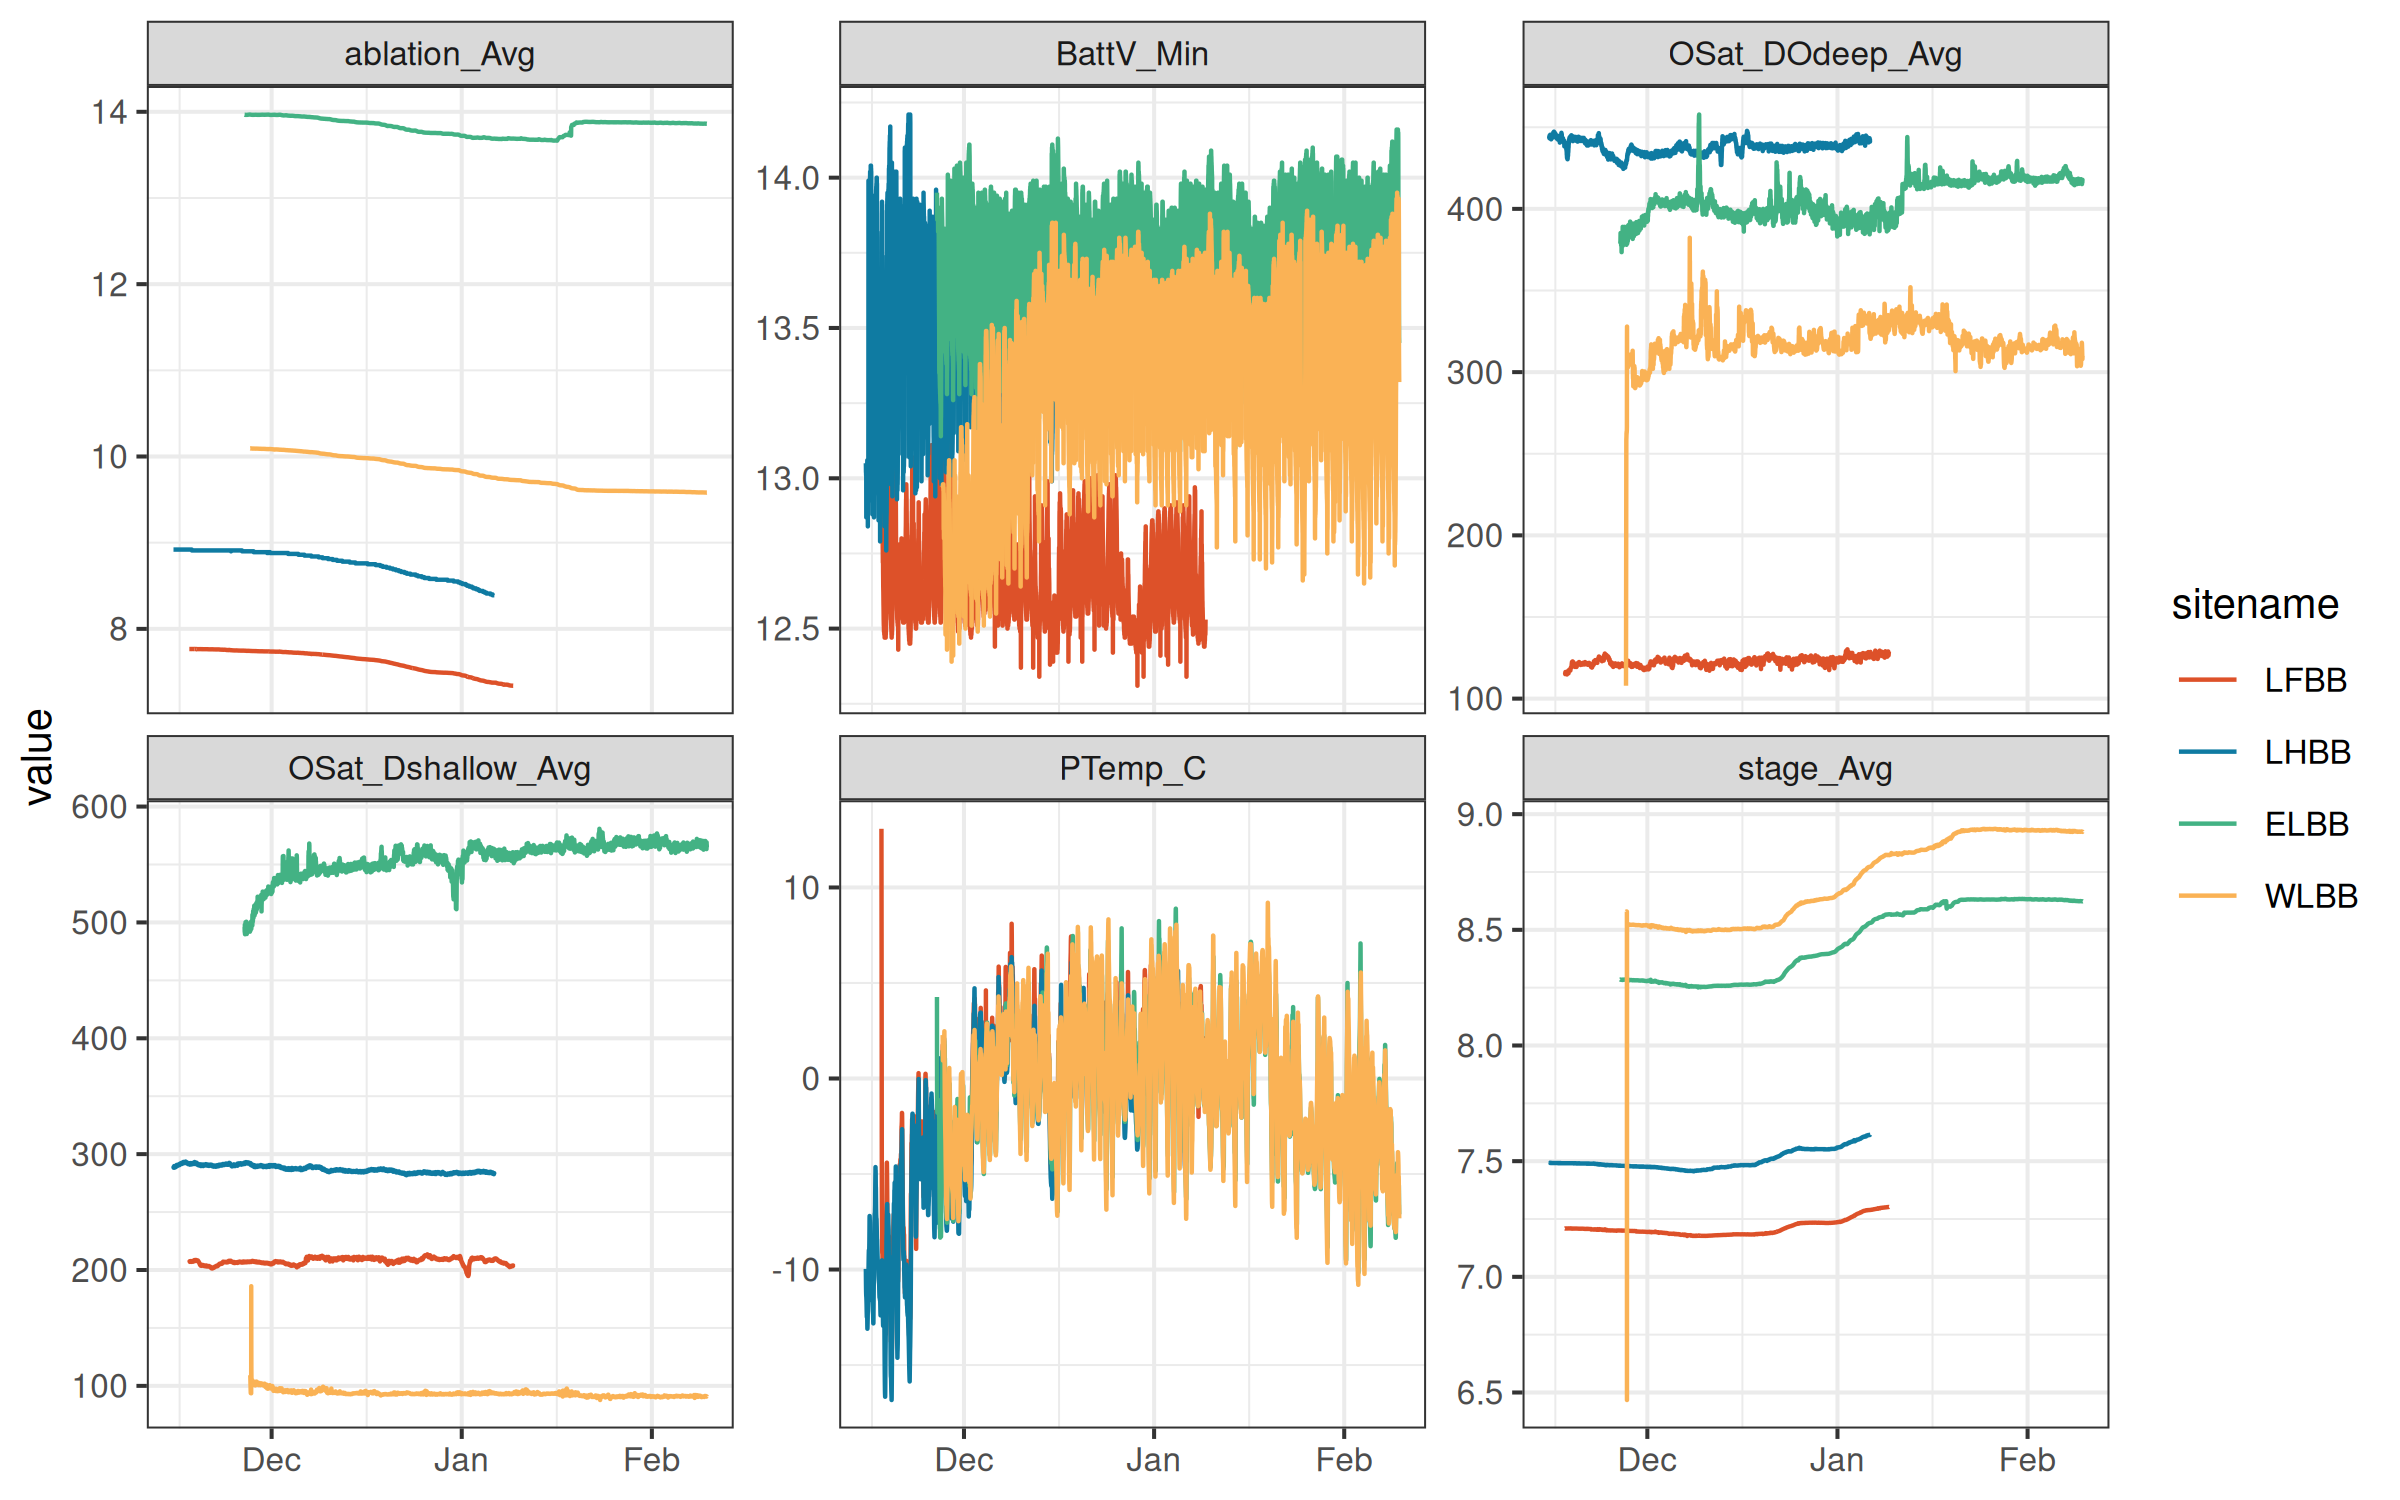 ablation_Avg
BattV_Min
OSat_DOdeep_Avg
14
12
10
8
14.0
13.5
13.0
12.5
400
300
200
100
value
OSat_Dshallow_Avg
PTemp_C
stage_Avg
600
500
400
300
200
100
10
0
-10
9.0
8.5
8.0
7.5
7.0
6.5
Dec Jan Feb
Dec Jan Feb
Dec Jan Feb
sitename
LFBB
LHBB
ELBB
WLBB